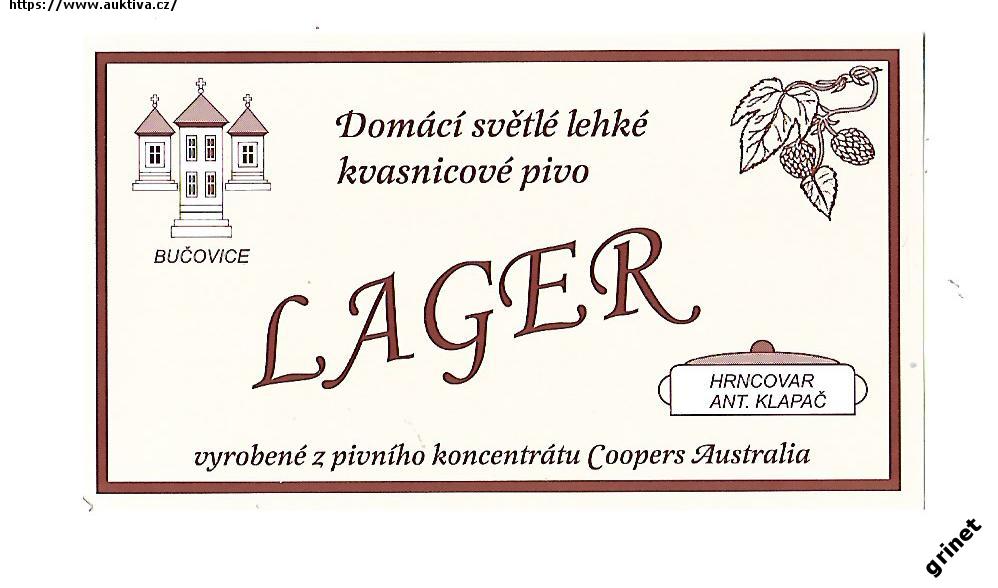 https://www.auktiva.cz/
Domácí světlé lehké
kvasnicové pivo
BUČOVICE
LAGER
HRNCOVAR
ANT. KLAPAČ
vyrobené z pivního koncentrátu Coopers Australia
grinet